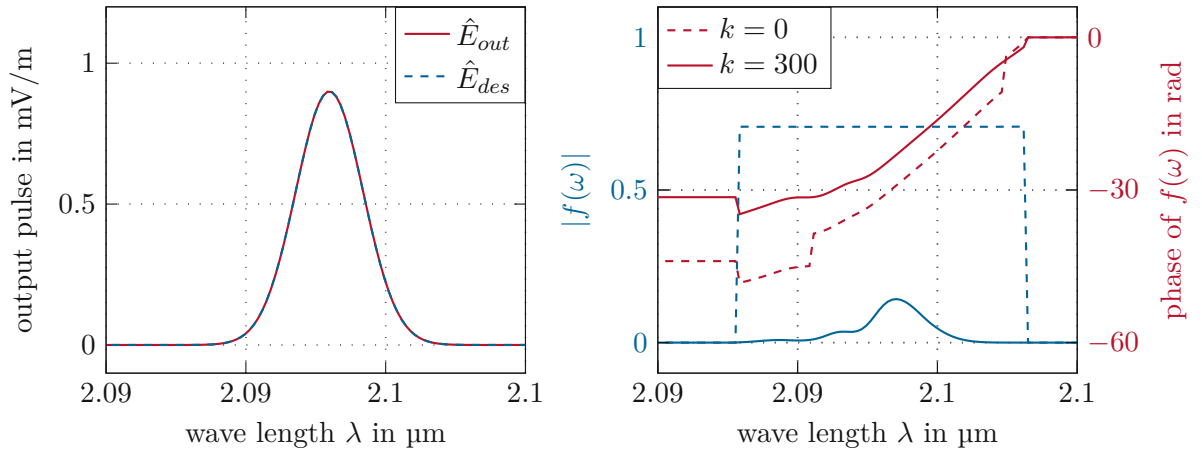 output pulse in mV/m
1
0.5
0
2.09 2.09 2.1 2.1
wave length λ in µm
Ê_out
Ê_des
|f(ω)|
1
0.5
0
2.09 2.09 2.1 2.1
wave length λ in µm
k = 0
k = 300
0
−30
−60
phase of f(ω) in rad